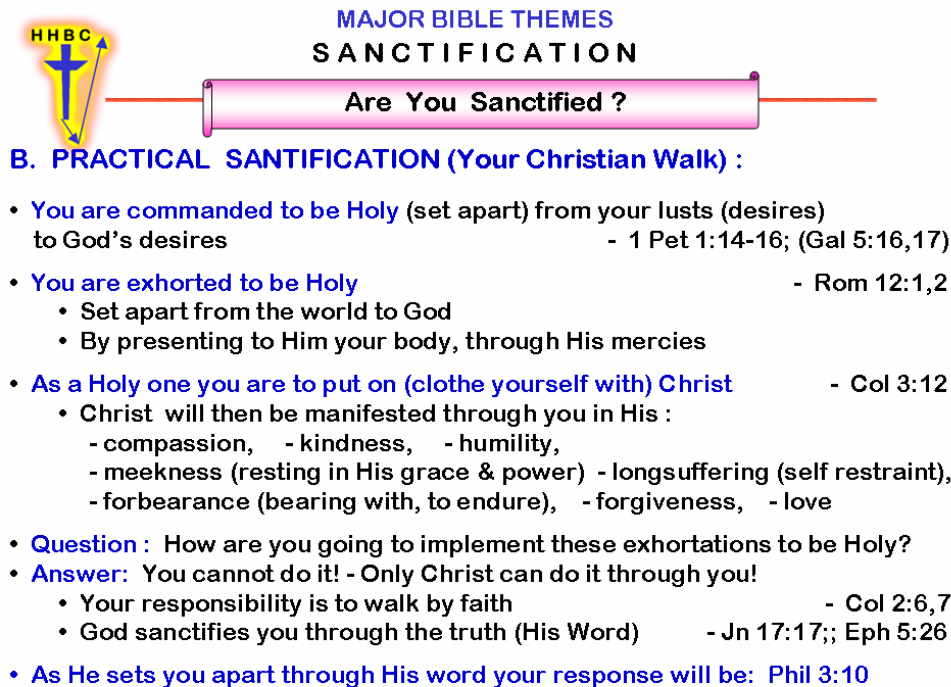 MAJOR BIBLE THEMES
HHBC
SANCTIFICATION
Are You Sanctified ?
B. PRACTICAL SANTIFICATION (Your Christian Walk) :
• You are commanded to be Holy (set apart) from your lusts (desires)
to God's desires - 1 Pet 1:14-16; (Gal 5:16,17)
• You are exhorted to be Holy - Rom 12:1,2
• Set apart from the world to God
• By presenting to Him your body, through His mercies
• As a Holy one you are to put on (clothe yourself with) Christ - Col 3:12
• Christ will then be manifested through you in His :
- compassion, - kindness, - humility,
- meekness (resting in His grace & power) - longsuffering (self restraint),
- forbearance (bearing with, to endure), - forgiveness, - love
• Question : How are you going to implement these exhortations to be Holy?
• Answer: You cannot do it! - Only Christ can do it through you!
• Your responsibility is to walk by faith - Col 2:6,7
• God sanctifies you through the truth (His Word) - Jn 17:17;; Eph 5:26
• As He sets you apart through His word your response will be: Phil 3:10